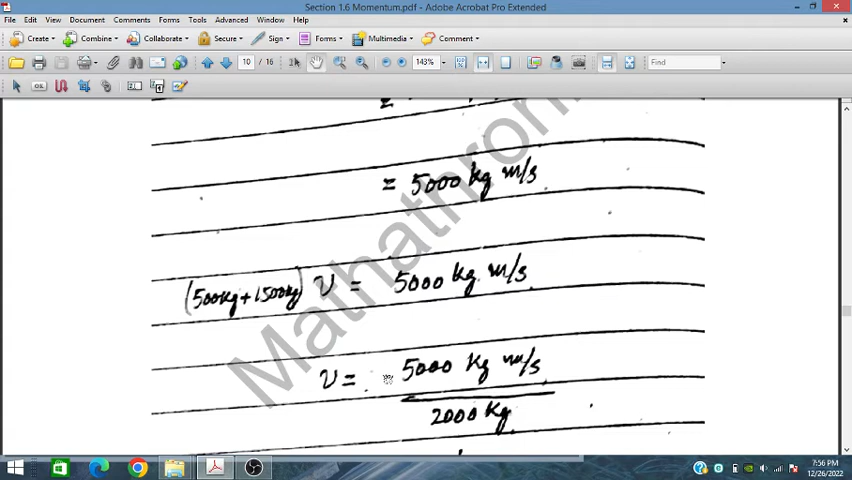 Section 1.6 Momentum.pdf - Adobe Acrobat Pro Extended
File Edit View Document Comments Forms Tools Advanced Window Help
Create Combine Collaborate Secure Sign Forms Multimedia Comment
10 / 16 143% Find
= 5000 kg m/s
(500kg + 1500kg) v = 5000 kg m/s
v = 5000 kg m/s
2000 kg
7:56 PM
12/26/2022